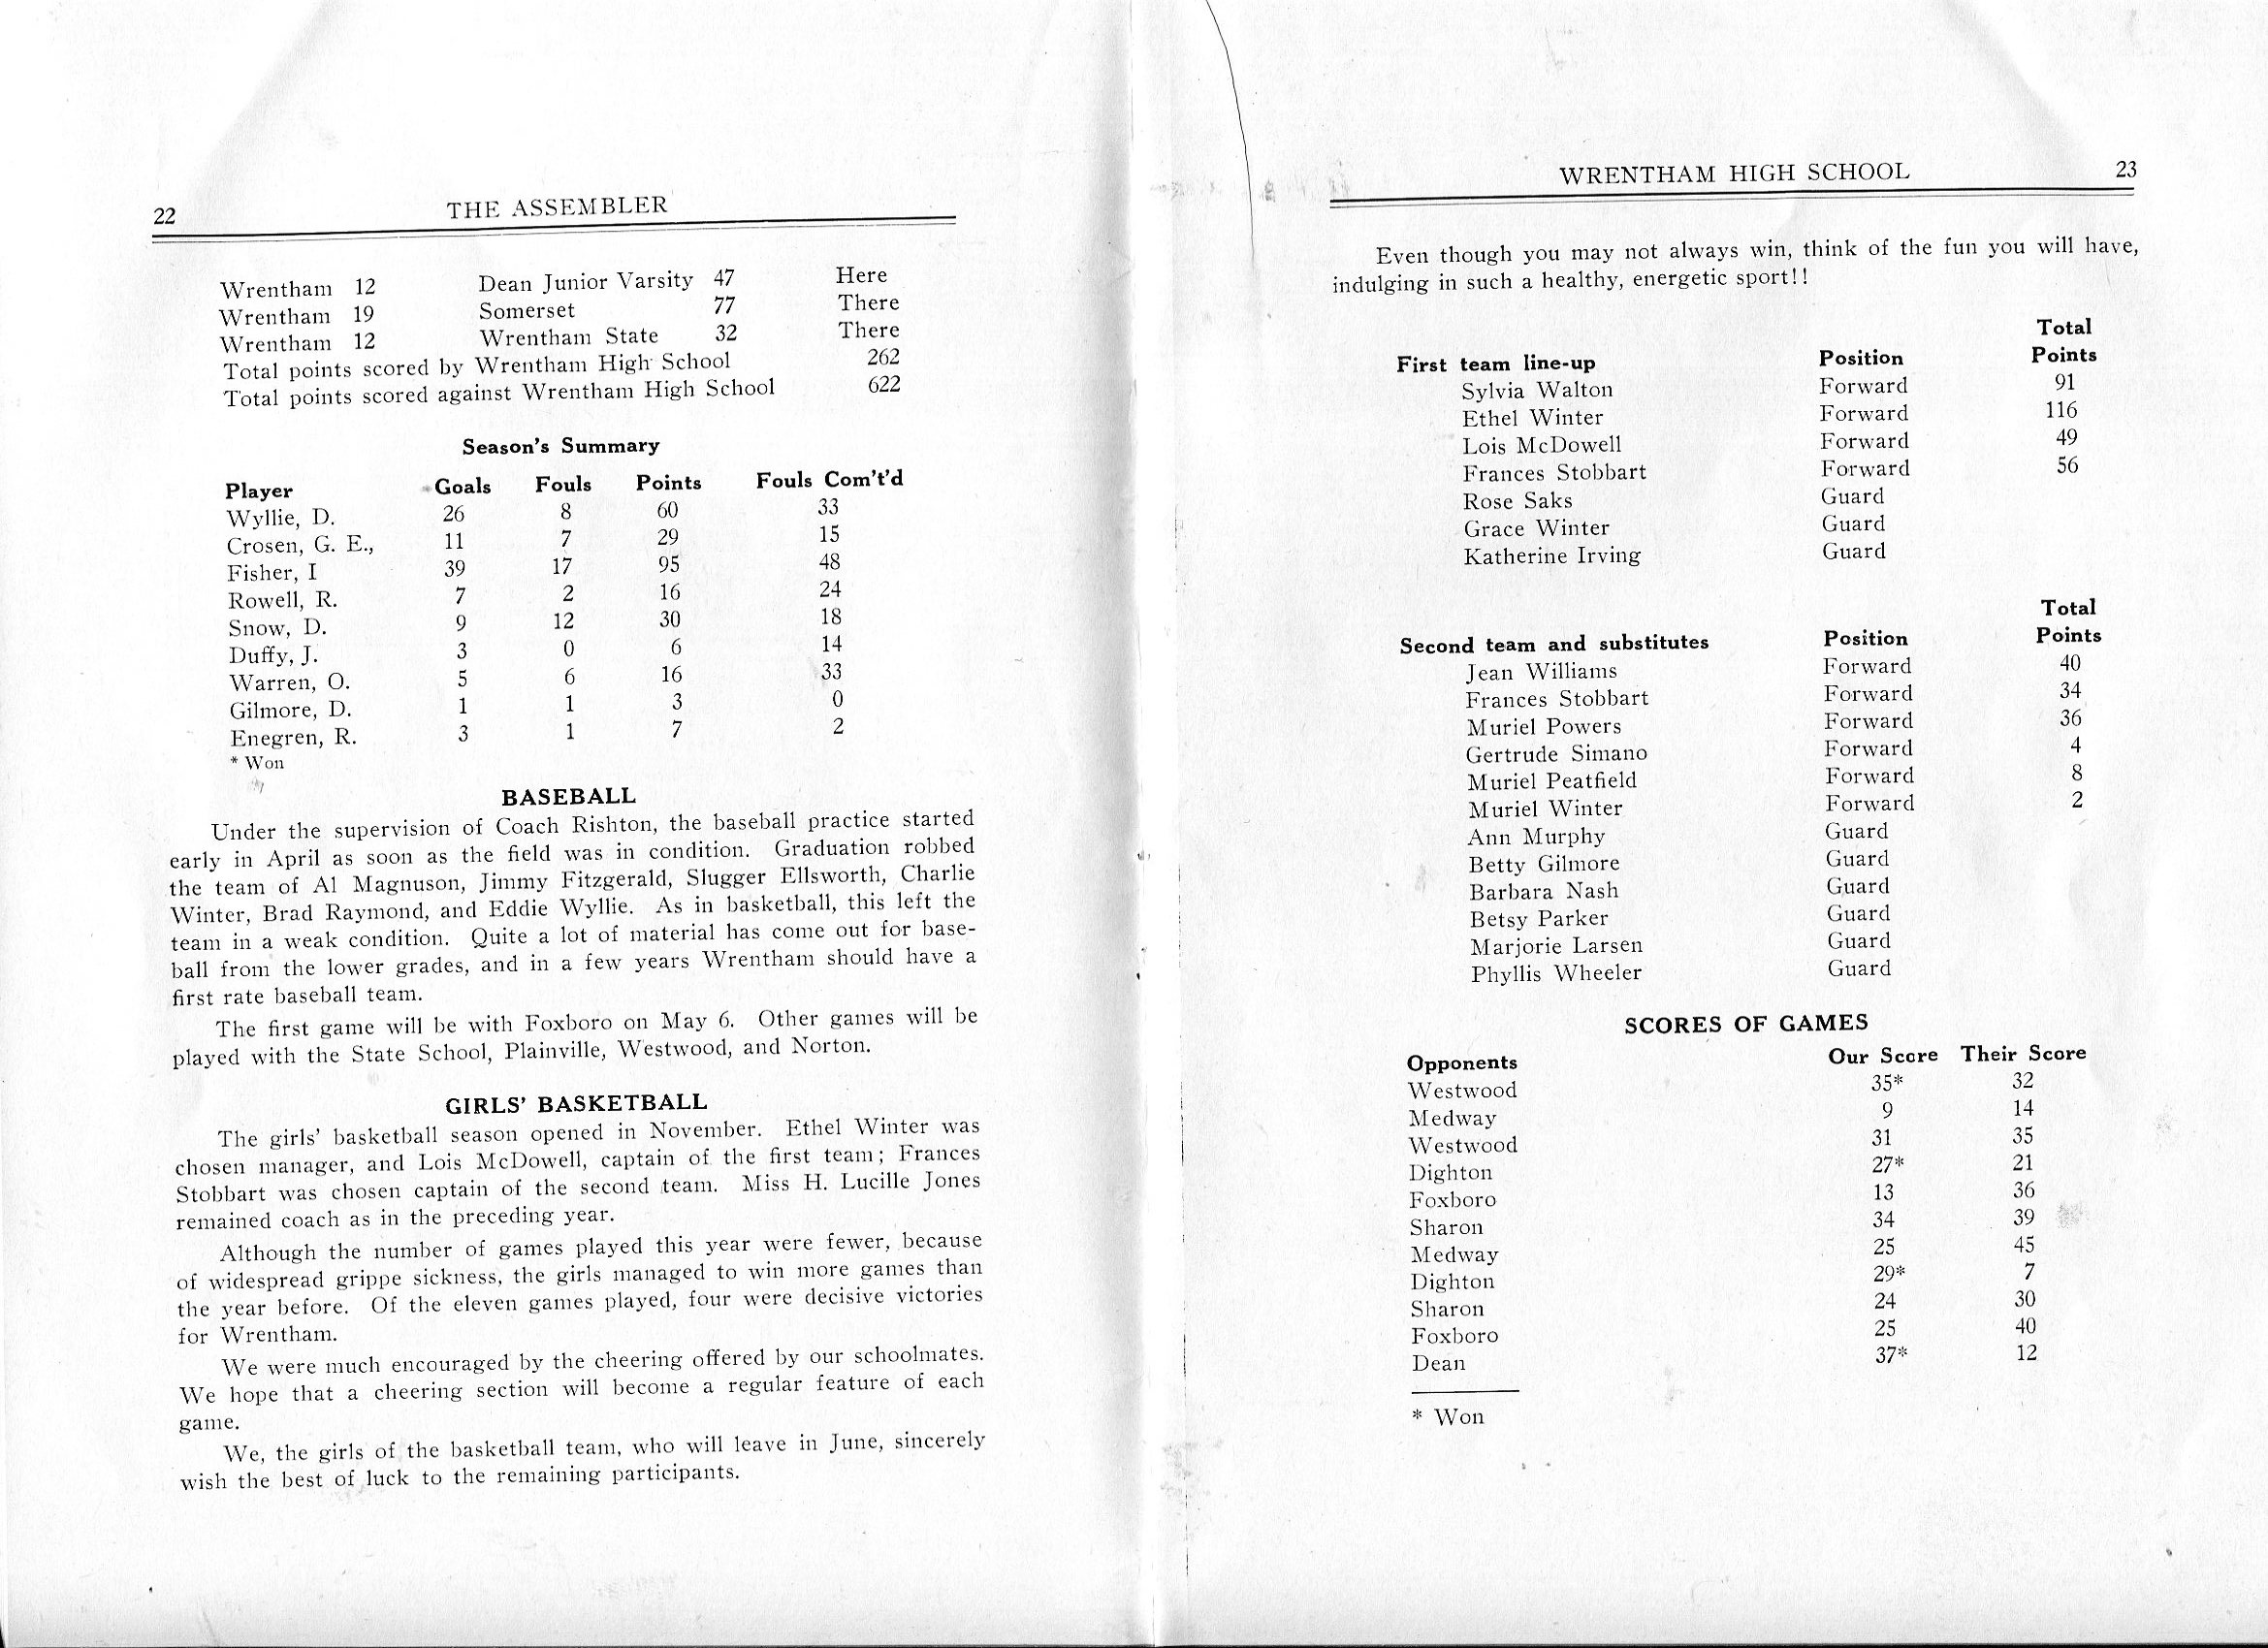 22 THE ASSEMBLER
Wrentham 12 Dean Junior Varsity 47 Here
Wrentham 19 Somerset 77 There
Wrentham 12 Wrentham State 32 There
Total points scored by Wrentham High School 262
Total points scored against Wrentham High School 622
Season's Summary
Player Goals Fouls Points Fouls Com't'd
Wyllie, D. 26 8 60 33
Crosen, G. E., 11 7 29 15
Fisher, I 39 17 95 48
Rowell, R. 7 2 16 24
Snow, D. 9 12 30 18
Duffy, J. 3 0 6 14
Warren, O. 5 6 16 33
Gilmore, D. 1 1 3 0
Enegren, R. 3 1 7 2
* Won
BASEBALL
Under the supervision of Coach Rishton, the baseball practice started
early in April as soon as the field was in condition. Graduation robbed
the team of Al Magnuson, Jimmy Fitzgerald, Slugger Ellsworth, Charlie
Winter, Brad Raymond, and Eddie Wyllie. As in basketball, this left the
team in a weak condition. Quite a lot of material has come out for base-
ball from the lower grades, and in a few years Wrentham should have a
first rate baseball team.
The first game will be with Foxboro on May 6. Other games will be
played with the State School, Plainville, Westwood, and Norton.
GIRLS' BASKETBALL
The girls' basketball season opened in November. Ethel Winter was
chosen manager, and Lois McDowell, captain of the first team; Frances
Stobbart was chosen captain of the second team. Miss H. Lucille Jones
remained coach as in the preceding year.
Although the number of games played this year were fewer, because
of widespread grippe sickness, the girls managed to win more games than
the year before. Of the eleven games played, four were decisive victories
for Wrentham.
We were much encouraged by the cheering offered by our schoolmates.
We hope that a cheering section will become a regular feature of each
game.
We, the girls of the basketball team, who will leave in June, sincerely
wish the best of luck to the remaining participants.
WRENTHAM HIGH SCHOOL 23
Even though you may not always win, think of the fun you will have,
indulging in such a healthy, energetic sport!!
Total
First team line-up Position Points
Sylvia Walton Forward 91
Ethel Winter Forward 116
Lois McDowell Forward 49
Frances Stobbart Forward 56
Rose Saks Guard
Grace Winter Guard
Katherine Irving Guard
Total
Second team and substitutes Position Points
Jean Williams Forward 40
Frances Stobbart Forward 34
Muriel Powers Forward 36
Gertrude Simano Forward 4
Muriel Peatfield Forward 8
Muriel Winter Forward 2
Ann Murphy Guard
Betty Gilmore Guard
Barbara Nash Guard
Betsy Parker Guard
Marjorie Larsen Guard
Phyllis Wheeler Guard
SCORES OF GAMES
Opponents Our Score Their Score
Westwood 35* 32
Medway 9 14
Westwood 31 35
Dighton 27* 21
Foxboro 13 36
Sharon 34 39
Medway 25 45
Dighton 29* 7
Sharon 24 30
Foxboro 25 40
Dean 37* 12
* Won